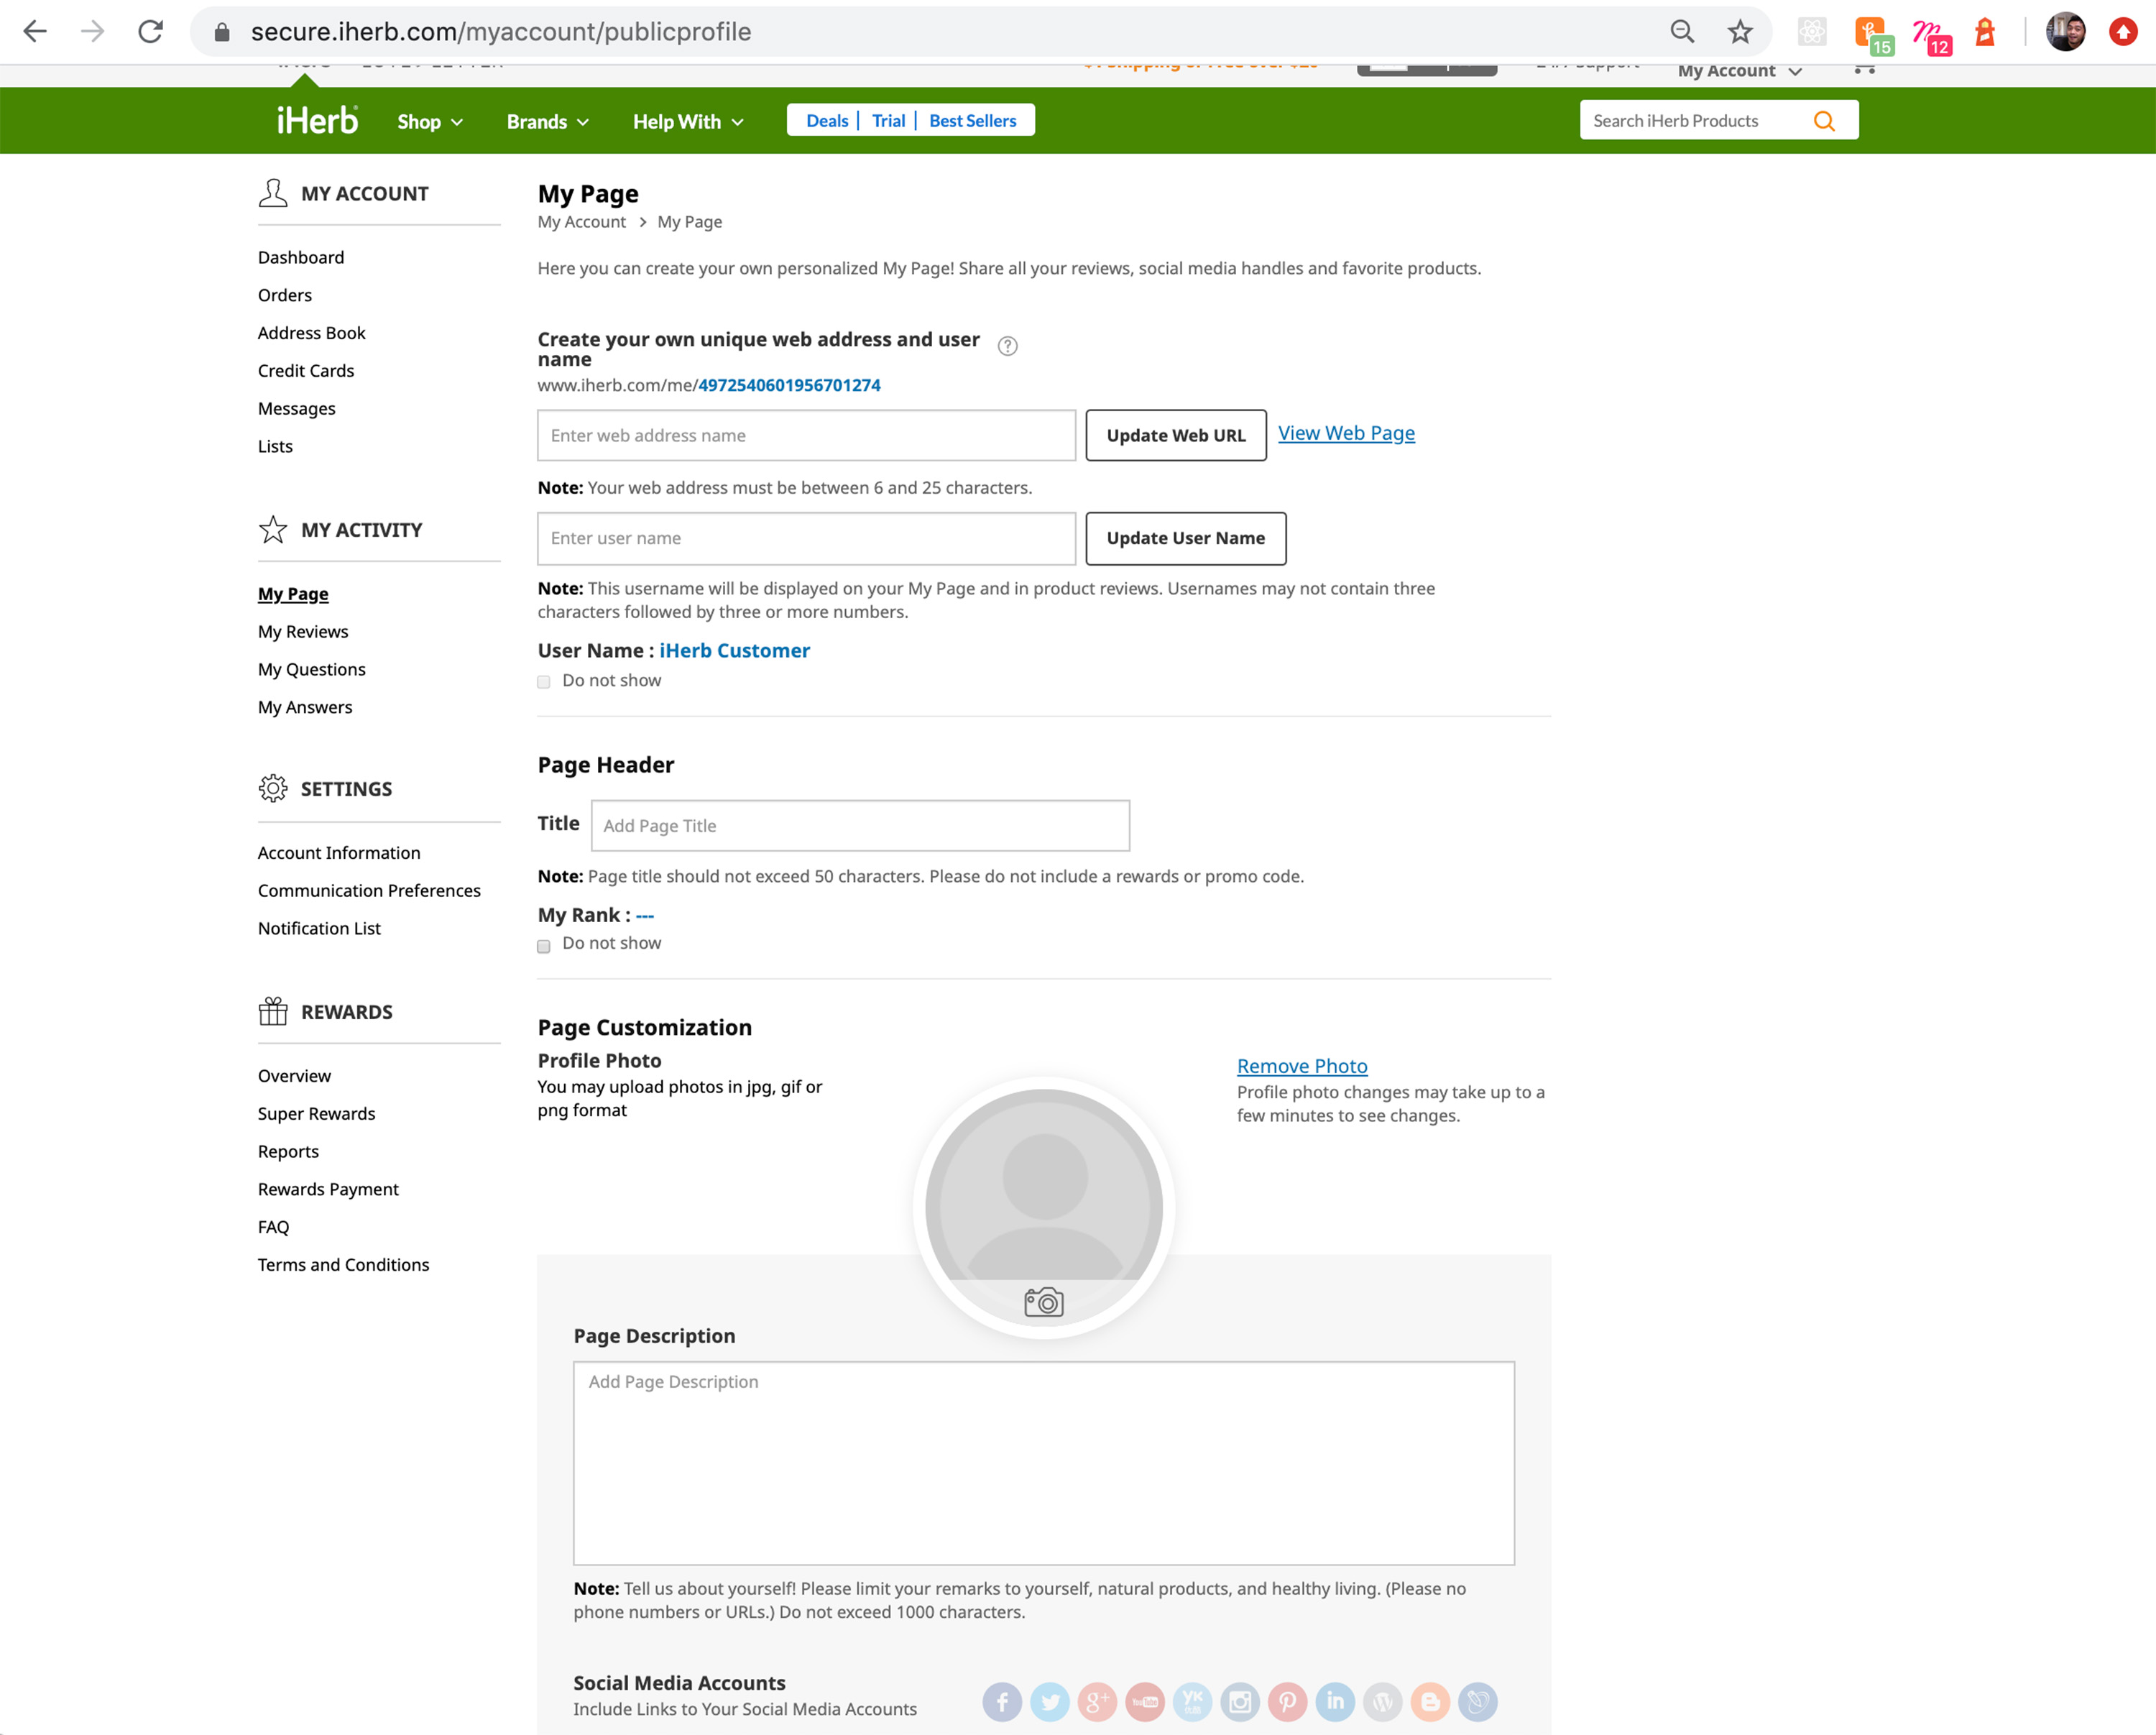 secure.iherb.com/myaccount/publicprofile
15
12
My Account
iHerb
Shop
Brands
Help With
Deals | Trial | Best Sellers
Search iHerb Products
MY ACCOUNT
Dashboard
Orders
Address Book
Credit Cards
Messages
Lists
MY ACTIVITY
My Page
My Reviews
My Questions
My Answers
SETTINGS
Account Information
Communication Preferences
Notification List
REWARDS
Overview
Super Rewards
Reports
Rewards Payment
FAQ
Terms and Conditions
My Page
My Account > My Page
Here you can create your own personalized My Page! Share all your reviews, social media handles and favorite products.
Create your own unique web address and user
name
?
www.iherb.com/me/4972540601956701274
Enter web address name
Update Web URL
View Web Page
Note: Your web address must be between 6 and 25 characters.
Enter user name
Update User Name
Note: This username will be displayed on your My Page and in product reviews. Usernames may not contain three
characters followed by three or more numbers.
User Name : iHerb Customer
Do not show
Page Header
Title
Add Page Title
Note: Page title should not exceed 50 characters. Please do not include a rewards or promo code.
My Rank : ---
Do not show
Page Customization
Profile Photo
You may upload photos in jpg, gif or
png format
Remove Photo
Profile photo changes may take up to a
few minutes to see changes.
Page Description
Add Page Description
Note: Tell us about yourself! Please limit your remarks to yourself, natural products, and healthy living. (Please no
phone numbers or URLs.) Do not exceed 1000 characters.
Social Media Accounts
Include Links to Your Social Media Accounts